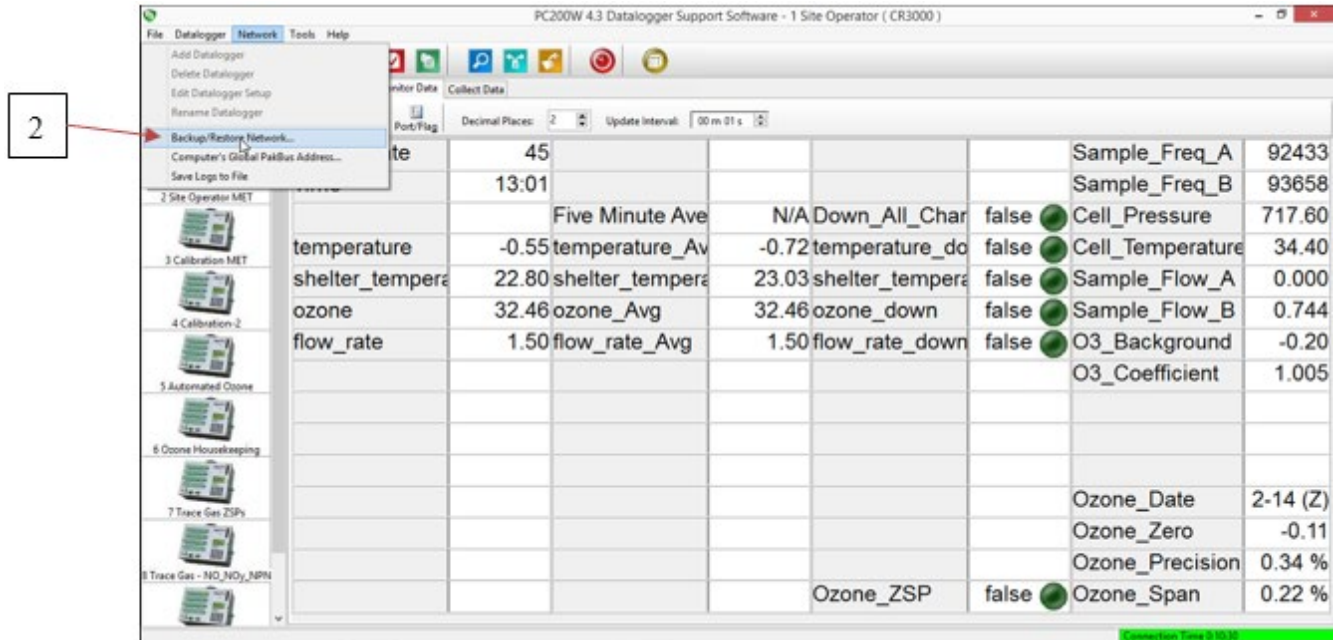 PC200W 4.3 Datalogger Support Software - 1 Site Operator ( CR3000 )
File Datalogger Network Tools Help
Add Datalogger
Delete Datalogger
Edit Datalogger Setup
Rename Datalogger
Backup/Restore Network...
Computer's Global PakBus Address...
Save Logs to File
2
nitor Data Collect Data
Port/Flag Decimal Places: 2 Update Interval: 00 m 01 s
te 45 Sample_Freq_A 92433
13:01 Sample_Freq_B 93658
Five Minute Ave N/A Down_All_Char false Cell_Pressure 717.60
temperature -0.55 temperature_Av -0.72 temperature_do false Cell_Temperature 34.40
shelter_tempera 22.80 shelter_tempera 23.03 shelter_tempera false Sample_Flow_A 0.000
ozone 32.46 ozone_Avg 32.46 ozone_down false Sample_Flow_B 0.744
flow_rate 1.50 flow_rate_Avg 1.50 flow_rate_down false O3_Background -0.20
O3_Coefficient 1.005
Ozone_Date 2-14 (Z)
Ozone_Zero -0.11
Ozone_Precision 0.34 %
Ozone_ZSP false Ozone_Span 0.22 %
2 Site Operator MET
3 Calibration MET
4 Calibration-2
5 Automated Ozone
6 Ozone Housekeeping
7 Trace Gas ZSPs
8 Trace Gas - NO_NOy_NPN
Connection Time 0:10:30